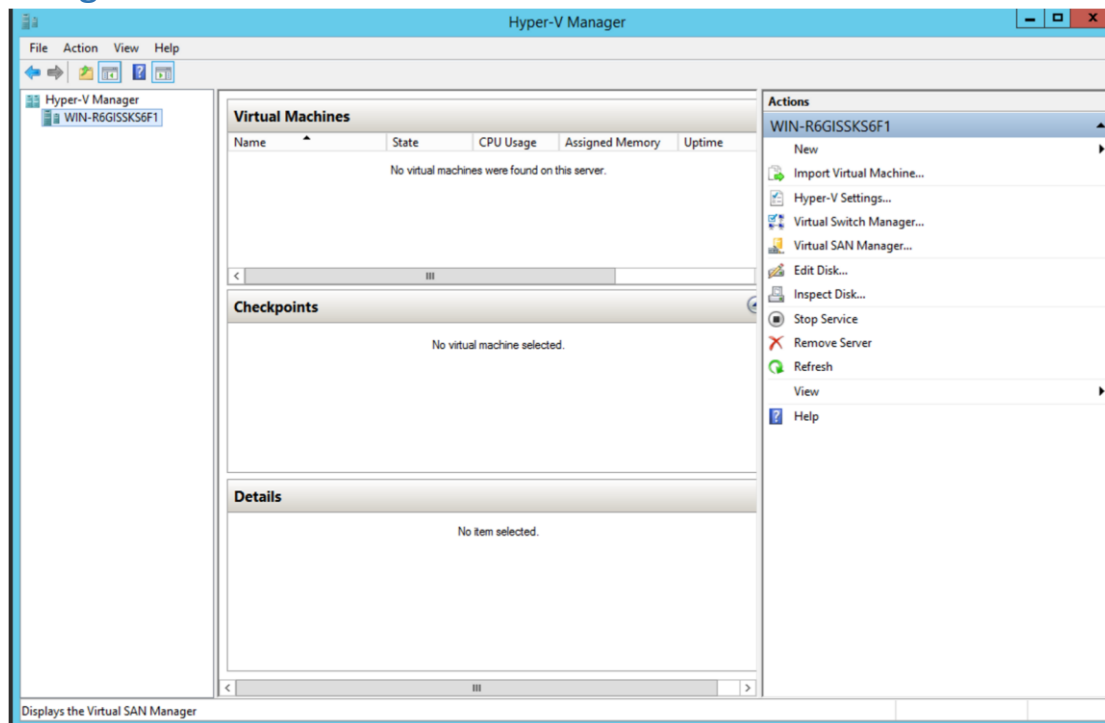 Hyper-V Manager
File Action View Help
Hyper-V Manager
WIN-R6GISSKS6F1
Virtual Machines
Name State CPU Usage Assigned Memory Uptime
No virtual machines were found on this server.
Checkpoints
No virtual machine selected.
Details
No item selected.
Actions
WIN-R6GISSKS6F1
New
Import Virtual Machine...
Hyper-V Settings...
Virtual Switch Manager...
Virtual SAN Manager...
Edit Disk...
Inspect Disk...
Stop Service
Remove Server
Refresh
View
Help
Displays the Virtual SAN Manager